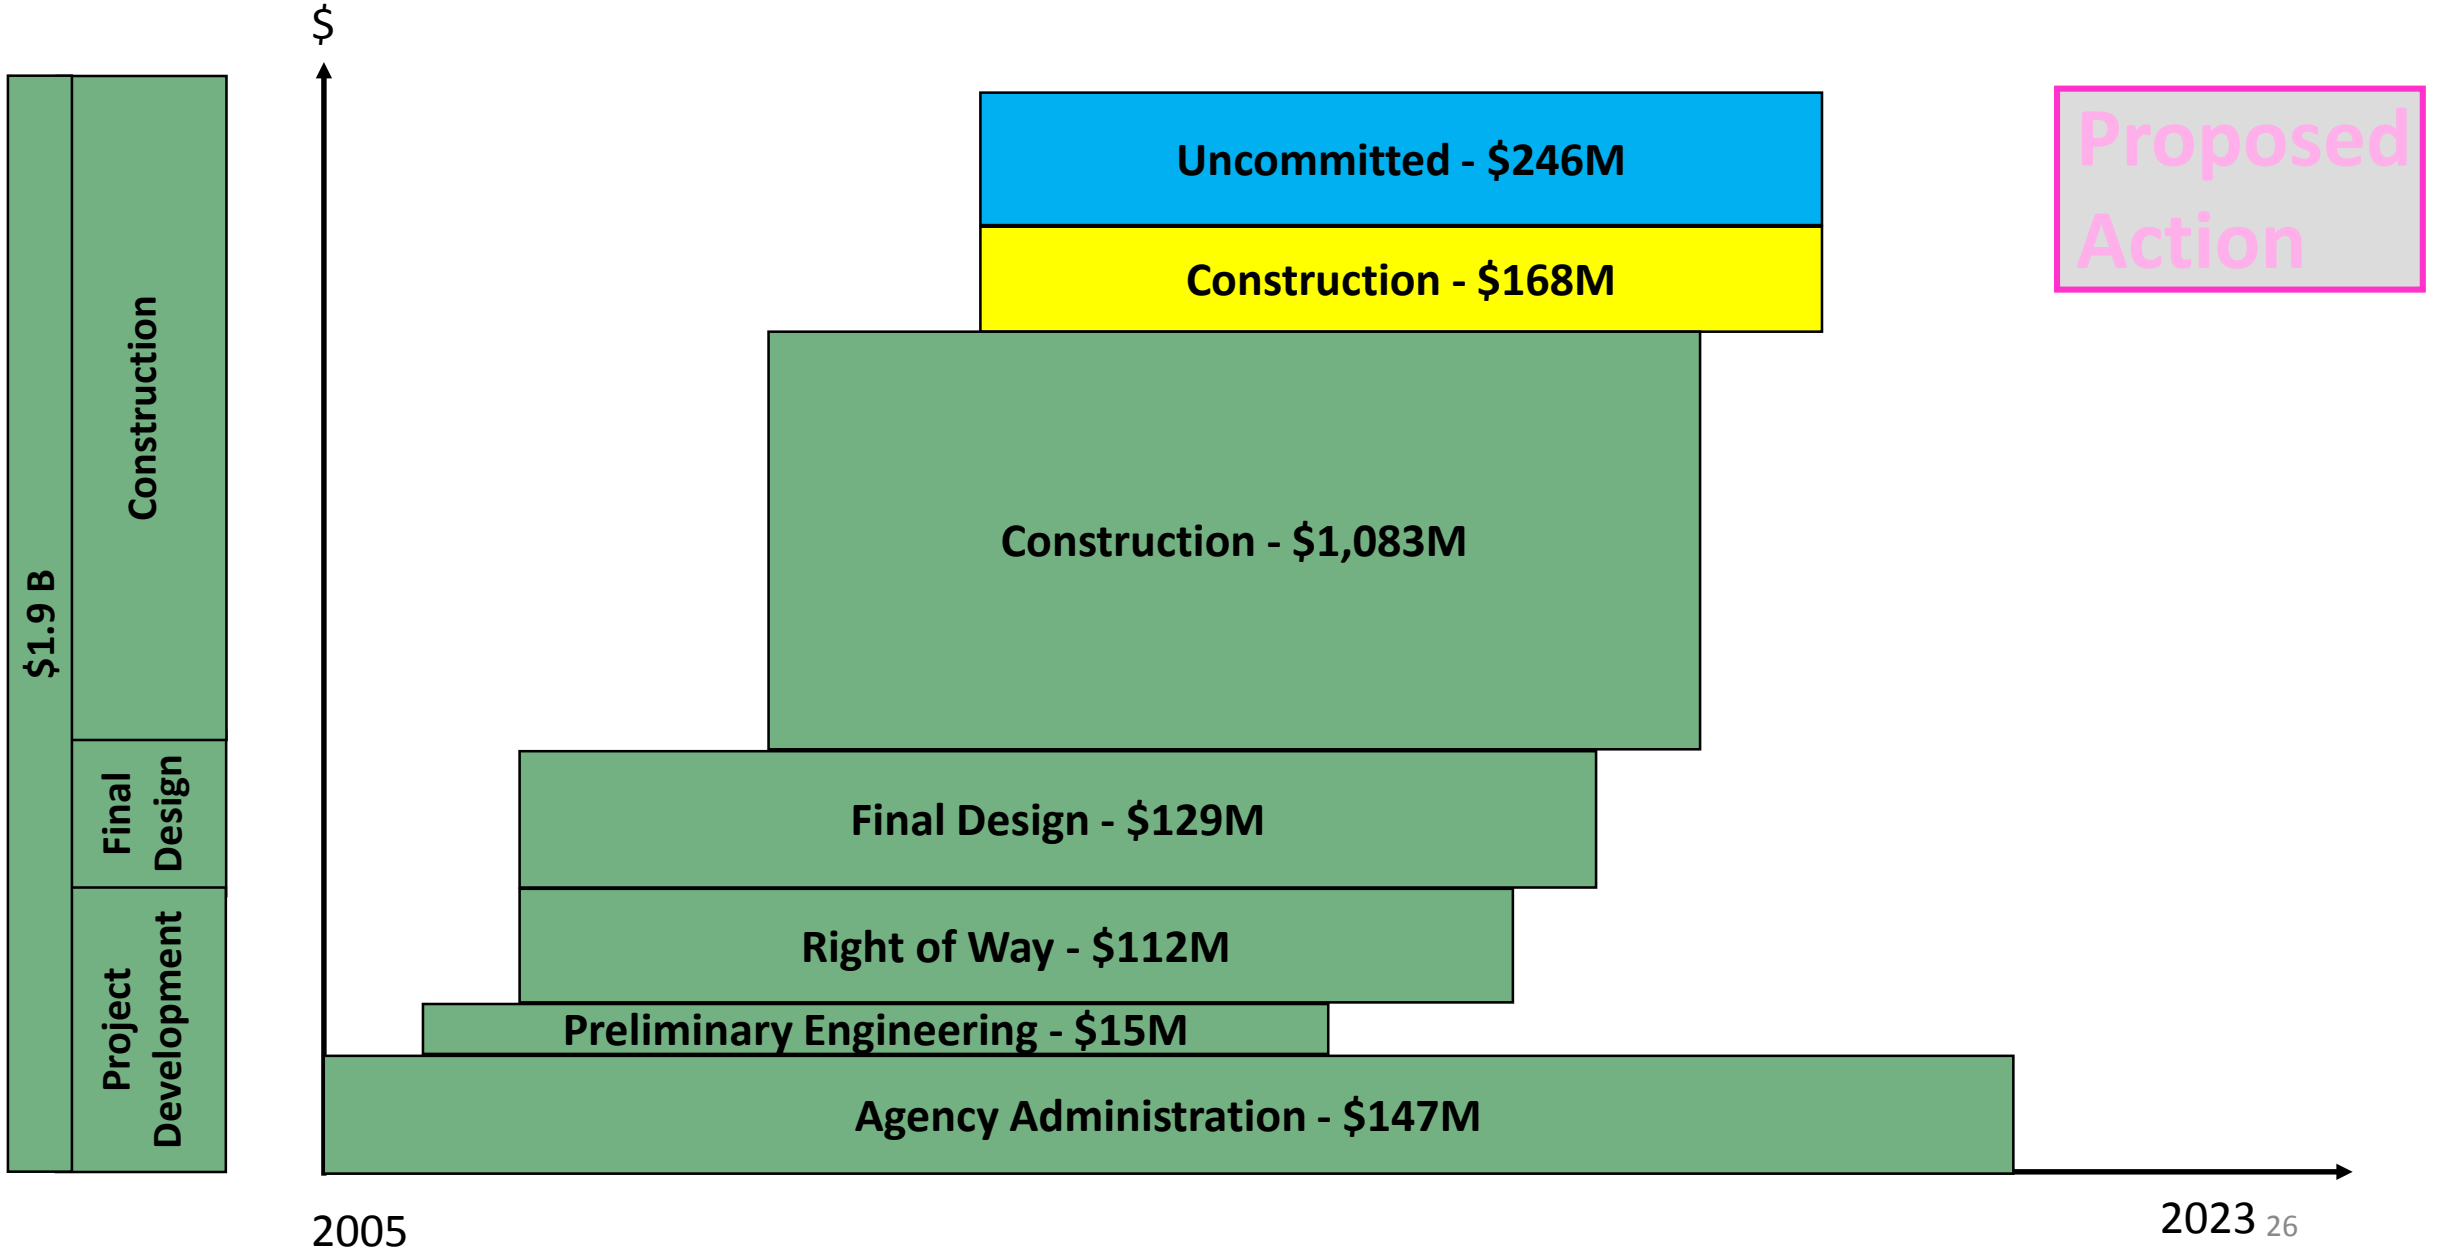 $
Proposed
Action
Uncommitted - $246M
Construction - $168M
Construction
Construction - $1,083M
$1.9 B
Final
Design
Final Design - $129M
Right of Way - $112M
Project
Development
Preliminary Engineering - $15M
Agency Administration - $147M
2005
2023
26